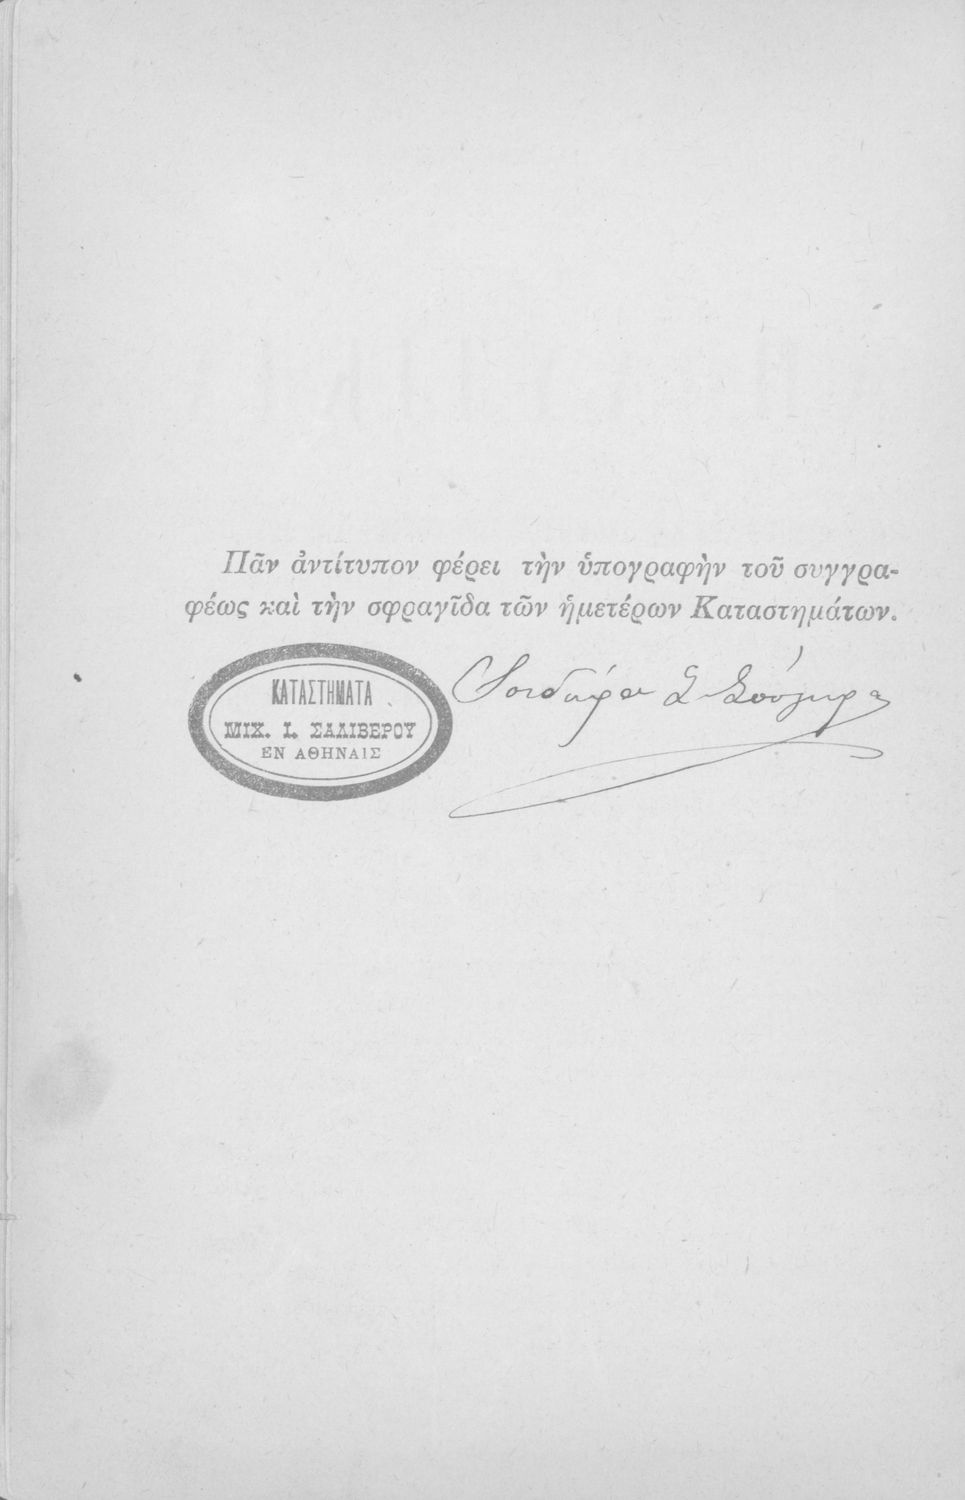 Πᾶν ἀντίτυπον φέρει τὴν ὑπογραφὴν τοῦ συγγρα-
φέως καὶ τὴν σφραγῖδα τῶν ἡμετέρων Καταστημάτων.
ΚΑΤΑΣΤΗΜΑΤΑ
ΜΙΧ. Ι. ΣΑΛΙΒΕΡΟΥ
ΕΝ ΑΘΗΝΑΙΣ